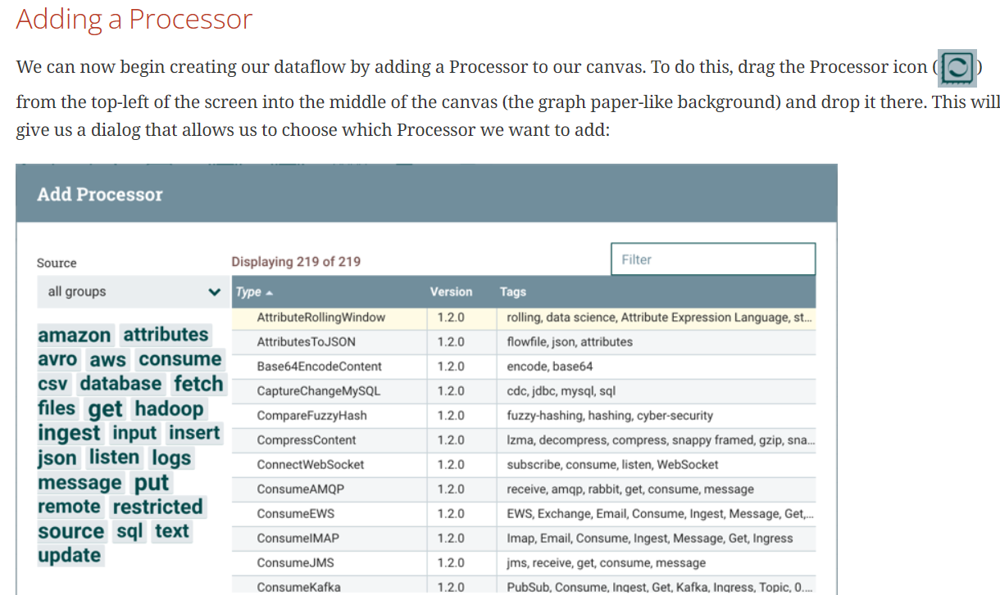 Adding a Processor
We can now begin creating our dataflow by adding a Processor to our canvas. To do this, drag the Processor icon ( )
from the top-left of the screen into the middle of the canvas (the graph paper-like background) and drop it there. This will
give us a dialog that allows us to choose which Processor we want to add:
Add Processor
Source
Displaying 219 of 219
Filter
all groups
Type Version Tags
amazon attributes
avro aws consume
csv database fetch
files get hadoop
ingest input insert
json listen logs
message put
remote restricted
source sql text
update
AttributeRollingWindow 1.2.0 rolling, data science, Attribute Expression Language, st...
AttributesToJSON 1.2.0 flowfile, json, attributes
Base64EncodeContent 1.2.0 encode, base64
CaptureChangeMySQL 1.2.0 cdc, jdbc, mysql, sql
CompareFuzzyHash 1.2.0 fuzzy-hashing, hashing, cyber-security
CompressContent 1.2.0 lzma, decompress, compress, snappy framed, gzip, sna...
ConnectWebSocket 1.2.0 subscribe, consume, listen, WebSocket
ConsumeAMQP 1.2.0 receive, amqp, rabbit, get, consume, message
ConsumeEWS 1.2.0 EWS, Exchange, Email, Consume, Ingest, Message, Get,...
ConsumeIMAP 1.2.0 Imap, Email, Consume, Ingest, Message, Get, Ingress
ConsumeJMS 1.2.0 jms, receive, get, consume, message
ConsumeKafka 1.2.0 PubSub, Consume, Ingest, Get, Kafka, Ingress, Topic, 0....